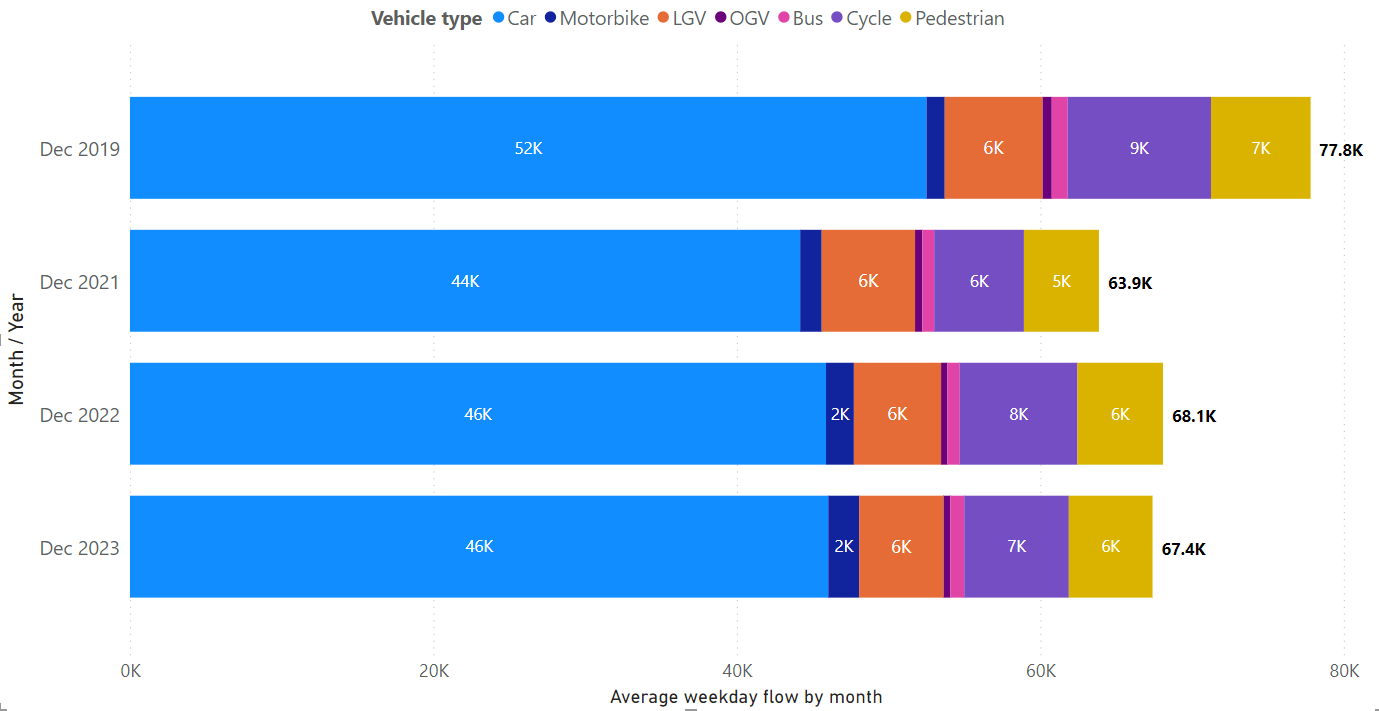 Vehicle type Car Motorbike LGV OGV Bus Cycle Pedestrian
Dec 2019 52K 6K 9K 7K 77.8K
Dec 2021 44K 6K 6K 5K 63.9K
Month / Year
Dec 2022 46K 2K 6K 8K 6K 68.1K
Dec 2023 46K 2K 6K 7K 6K 67.4K
0K 20K 40K 60K 80K
Average weekday flow by month